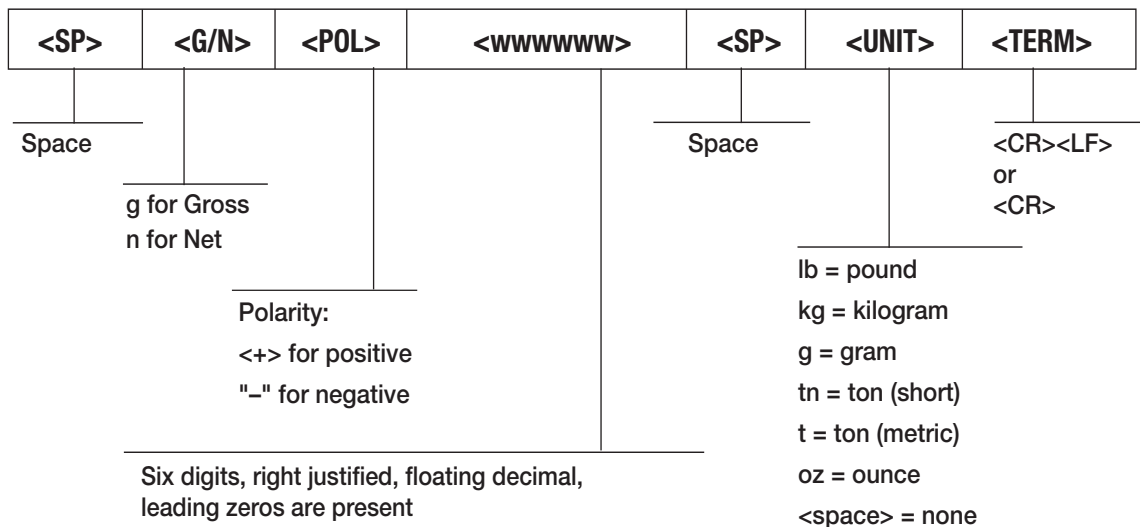 <SP> <G/N> <POL> <wwwwww> <SP> <UNIT> <TERM>
Space
g for Gross
n for Net
Polarity:
<+> for positive
"–" for negative
Six digits, right justified, floating decimal,
leading zeros are present
Space
lb = pound
kg = kilogram
g = gram
tn = ton (short)
t = ton (metric)
oz = ounce
<space> = none
<CR><LF>
or
<CR>